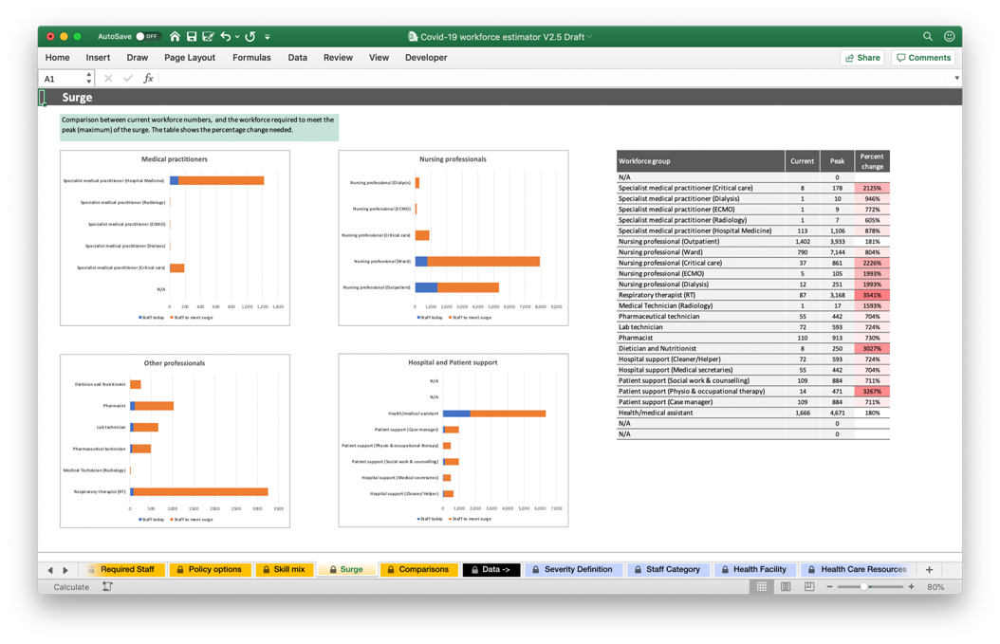 AutoSave OFF
Covid-19 workforce estimator V2.5 Draft
Home Insert Draw Page Layout Formulas Data Review View Developer Share Comments
A1 fx
Surge
Comparison between current workforce numbers, and the workforce required to meet the
peak (maximum) of the surge. The table shows the percentage change needed.
Medical practitioners
Specialist medical practitioner (Hospital Medicine)
Specialist medical practitioner (Radiology)
Specialist medical practitioner (ECMO)
Specialist medical practitioner (Dialysis)
Specialist medical practitioner (Critical care)
N/A
0 200 400 600 800 1,000 1,200 1,400
Staff today Staff to meet surge
Nursing professionals
Nursing professional (Dialysis)
Nursing professional (ECMO)
Nursing professional (Critical care)
Nursing professional (Ward)
Nursing professional (Outpatient)
0 1,000 2,000 3,000 4,000 5,000 6,000 7,000 8,000 9,000
Staff today Staff to meet surge
Other professionals
Dietician and Nutritionist
Pharmacist
Lab technician
Pharmaceutical technician
Medical Technician (Radiology)
Respiratory therapist (RT)
0 500 1000 1500 2000 2500 3000 3500
Staff today Staff to meet surge
Hospital and Patient support
N/A
N/A
Health/medical assistant
Patient support (Case manager)
Patient support (Physio & occupational therapy)
Patient support (Social work & counselling)
Hospital support (Medical secretaries)
Hospital support (Cleaner/Helper)
0 1,000 2,000 3,000 4,000 5,000 6,000 7,000
Staff today Staff to meet surge
Workforce group Current Peak Percent change
N/A 0
Specialist medical practitioner (Critical care) 8 178 2125%
Specialist medical practitioner (Dialysis) 1 10 946%
Specialist medical practitioner (ECMO) 1 9 772%
Specialist medical practitioner (Radiology) 1 7 605%
Specialist medical practitioner (Hospital Medicine) 113 1,106 878%
Nursing professional (Outpatient) 1,402 3,933 181%
Nursing professional (Ward) 790 7,144 804%
Nursing professional (Critical care) 37 861 2226%
Nursing professional (ECMO) 5 105 1993%
Nursing professional (Dialysis) 12 251 1993%
Respiratory therapist (RT) 87 3,168 3541%
Medical Technician (Radiology) 1 17 1593%
Pharmaceutical technician 55 442 704%
Lab technician 72 593 724%
Pharmacist 110 913 730%
Dietician and Nutritionist 8 250 3027%
Hospital support (Cleaner/Helper) 72 593 724%
Hospital support (Medical secretaries) 55 442 704%
Patient support (Social work & counselling) 109 884 711%
Patient support (Physio & occupational therapy) 14 471 3267%
Patient support (Case manager) 109 884 711%
Health/medical assistant 1,666 4,671 180%
N/A 0
N/A 0
Required Staff Policy options Skill mix Surge Comparisons Data -> Severity Definition Staff Category Health Facility Health Care Resources
Calculate 80%